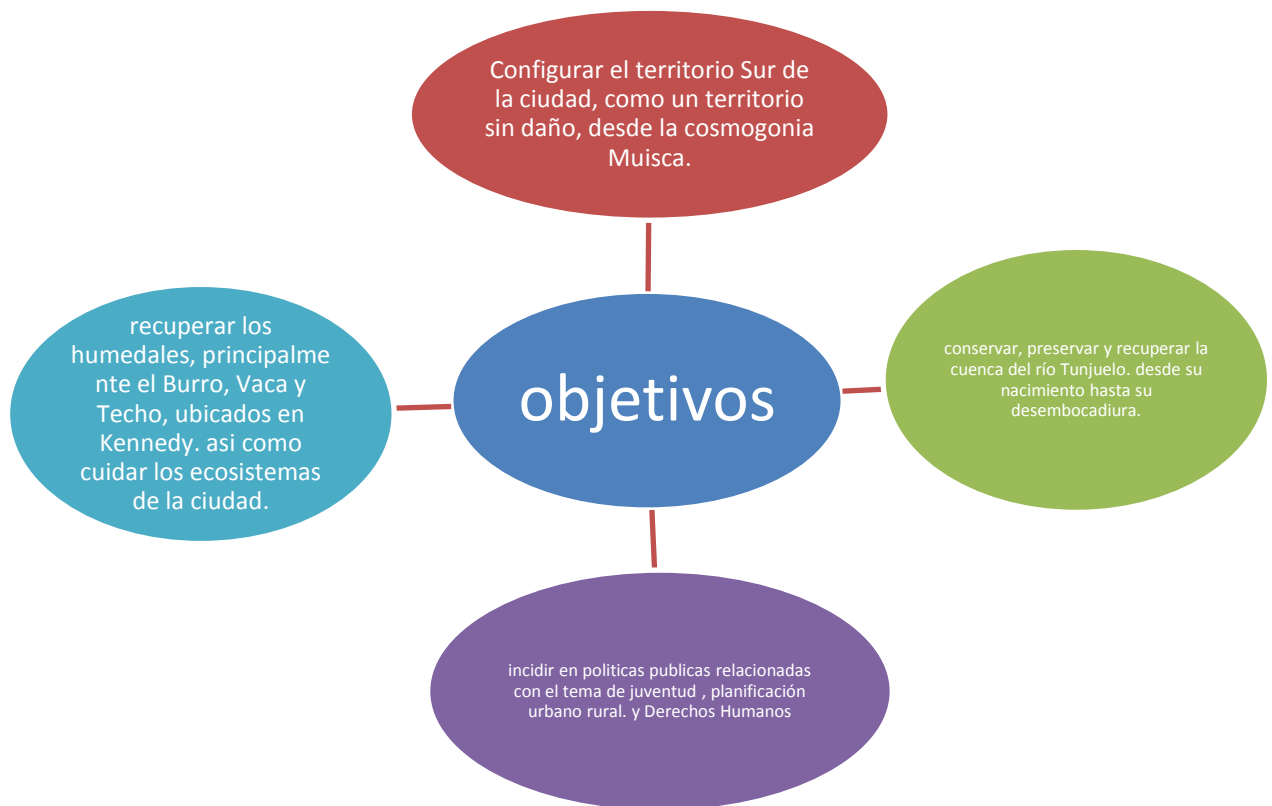 Configurar el territorio Sur de
la ciudad, como un territorio
sin daño, desde la cosmogonia
Muisca.
recuperar los
humedales, principalme
nte el Burro, Vaca y
Techo, ubicados en
Kennedy. asi como
cuidar los ecosistemas
de la ciudad.
objetivos
conservar, preservar y recuperar la
cuenca del río Tunjuelo. desde su
nacimiento hasta su
desembocadiura.
incidir en politicas publicas relacionadas
con el tema de juventud , planificación
urbano rural. y Derechos Humanos